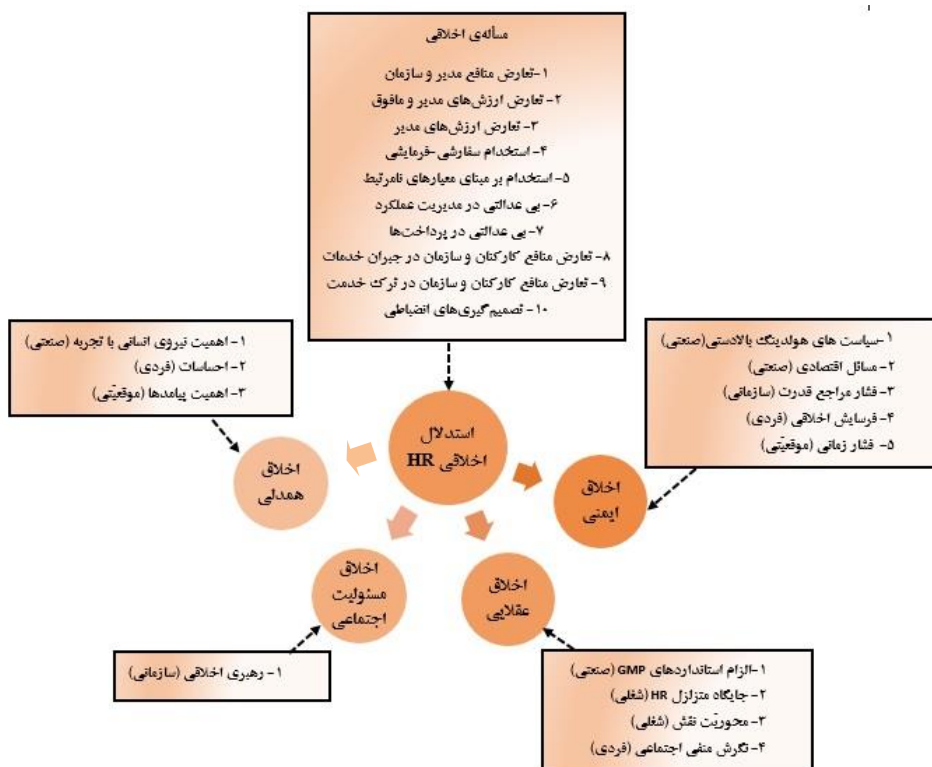 مسأله‌ی اخلاقی
۱-تعارض منافع مدیر و سازمان
۲- تعارض ارزش‌های مدیر و مافوق
۳- تعارض ارزش‌های مدیر
۴- استخدام سفارشی-فرمایشی
۵- استخدام بر مبنای معیارهای نامرتبط
۶- بی عدالتی در مدیریت عملکرد
۷- بی عدالتی در پرداخت‌ها
۸- تعارض منافع کارکنان و سازمان در جبران خدمات
۹- تعارض منافع کارکنان و سازمان در ترک خدمت
۱۰- تصمیم‌گیری‌های انضباطی
۱- اهمیت نیروی انسانی با تجربه (صنعتی)
۲- احساسات (فردی)
۳- اهمیت پیامدها (موقعیّتی)
۱-سیاست های هولدینگ بالادستی(صنعتی)
۲- مسائل اقتصادی (صنعتی)
۳- فشار مراجع قدرت (سازمانی)
۴- فرسایش اخلاقی (فردی)
۵- فشار زمانی (موقعیّتی)
استدلال
اخلاقی HR
اخلاق
همدلی
اخلاق
ایمنی
اخلاق
مسئولیت
اجتماعی
اخلاق
عقلایی
۱- رهبری اخلاقی (سازمانی)
۱-الزام استانداردهای GMP (صنعتی)
۲- جایگاه متزلزل HR (شغلی)
۳- محوریّت نقش (شغلی)
۴- نگرش منفی اجتماعی (فردی)